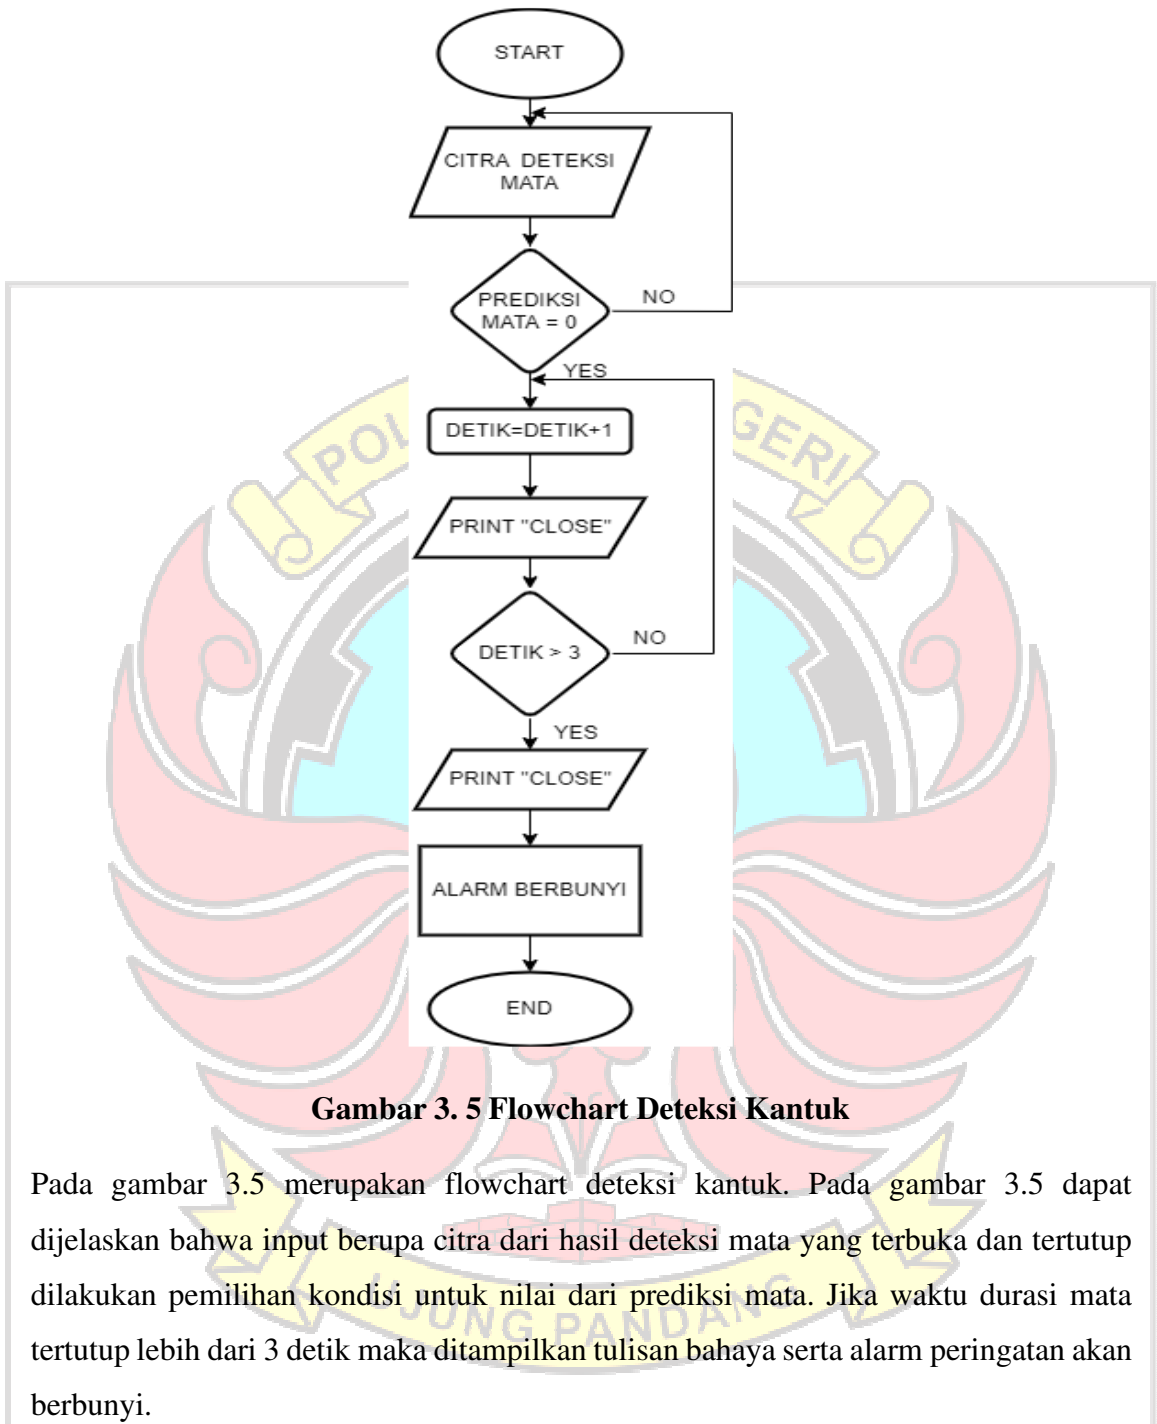 START
CITRA DETEKSI
MATA
PREDIKSI
MATA = 0
NO
YES
DETIK=DETIK+1
PRINT "CLOSE"
DETIK > 3
NO
YES
PRINT "CLOSE"
ALARM BERBUNYI
END
POL
GERI
Gambar 3. 5 Flowchart Deteksi Kantuk
Pada gambar 3.5 merupakan flowchart deteksi kantuk. Pada gambar 3.5 dapat
dijelaskan bahwa input berupa citra dari hasil deteksi mata yang terbuka dan tertutup
dilakukan pemilihan kondisi untuk nilai dari prediksi mata. Jika waktu durasi mata
tertutup lebih dari 3 detik maka ditampilkan tulisan bahaya serta alarm peringatan akan
berbunyi.
UJUNG PANDANG